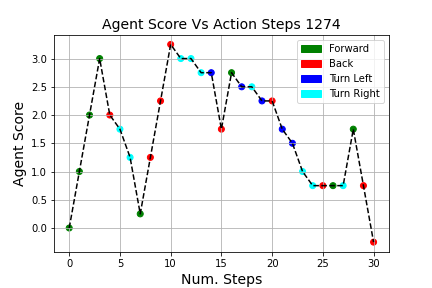 Agent Score Vs Action Steps 1274
Agent Score
3.0
2.5
2.0
1.5
1.0
0.5
0.0
Forward
Back
Turn Left
Turn Right
0 5 10 15 20 25 30
Num. Steps